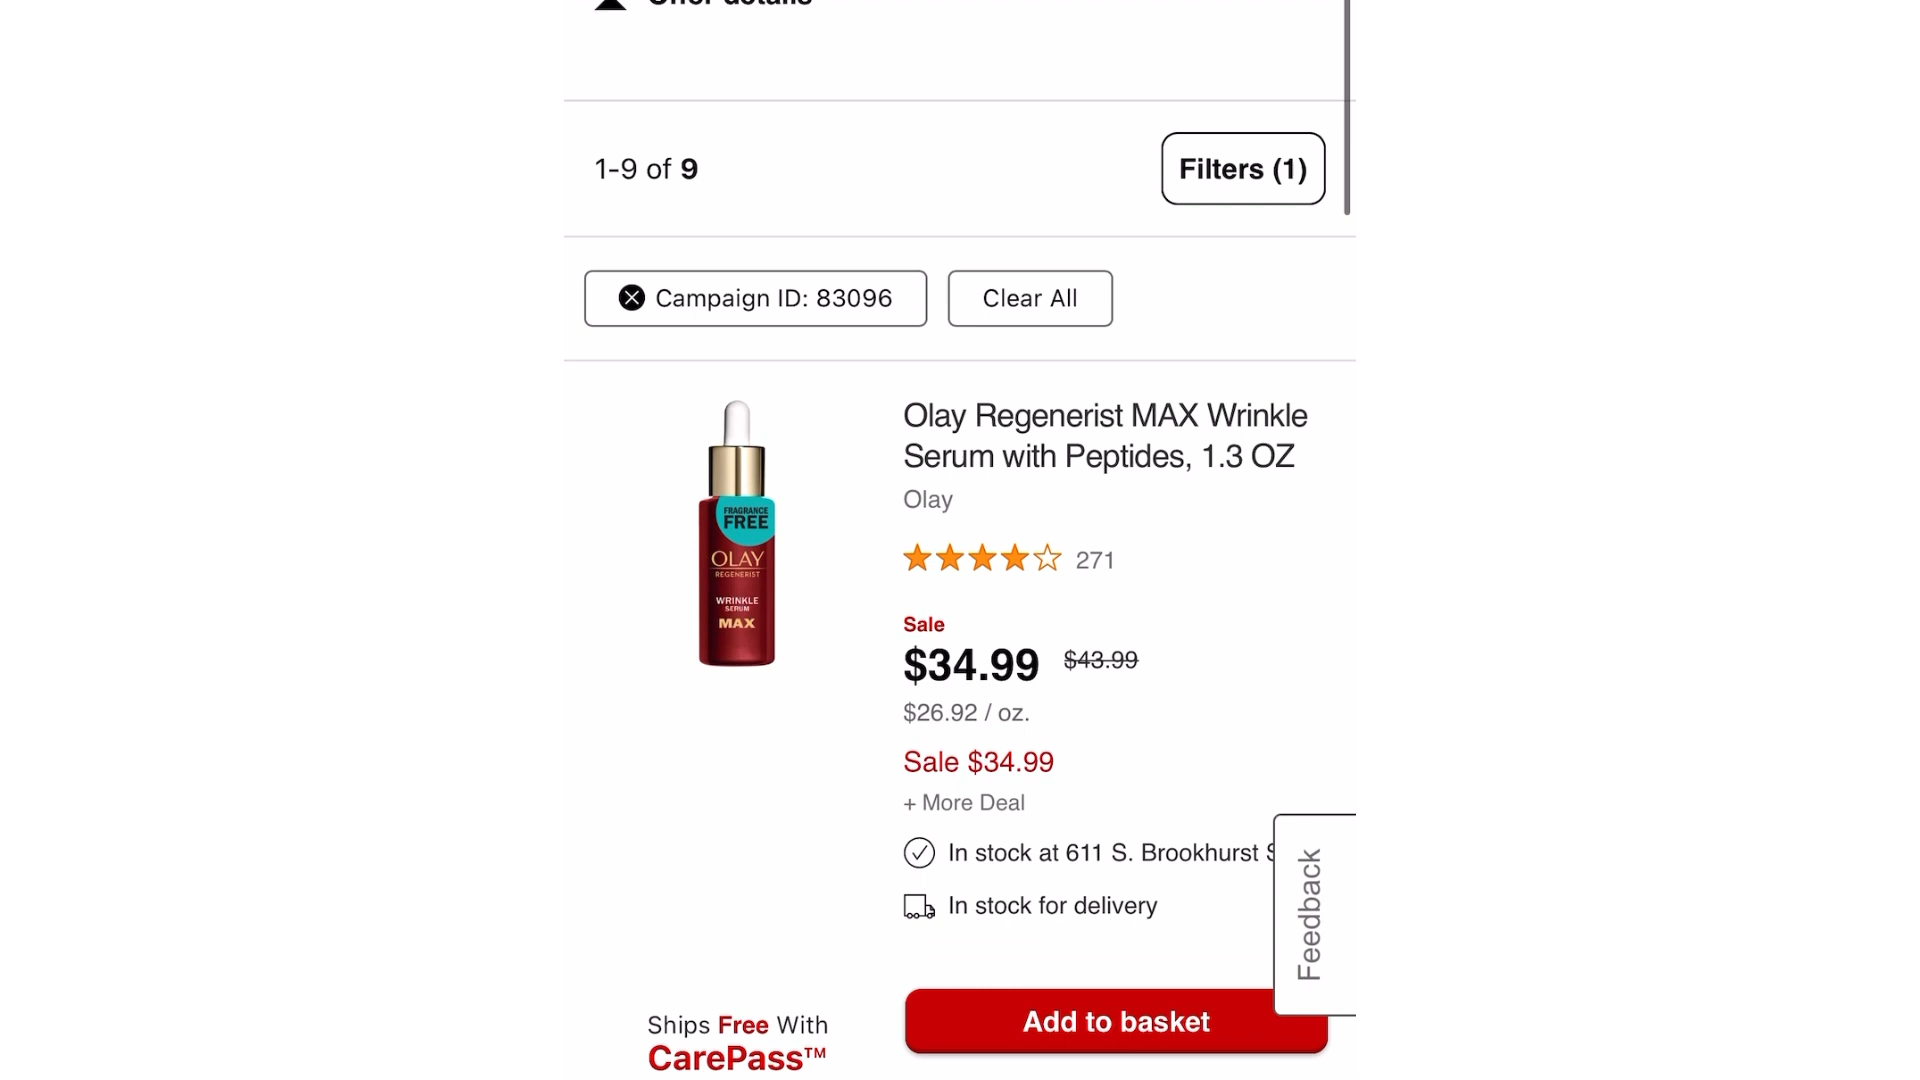 Offer details
1-9 of 9
Filters (1)
Campaign ID: 83096
Clear All
FRAGRANCE
FREE
OLAY
REGENERIST
WRINKLE
SERUM
MAX
Olay Regenerist MAX Wrinkle
Serum with Peptides, 1.3 OZ
Olay
271
Sale
$34.99 $43.99
$26.92 / oz.
Sale $34.99
+ More Deal
In stock at 611 S. Brookhurst S
In stock for delivery
Feedback
Ships Free With
CarePass™
Add to basket